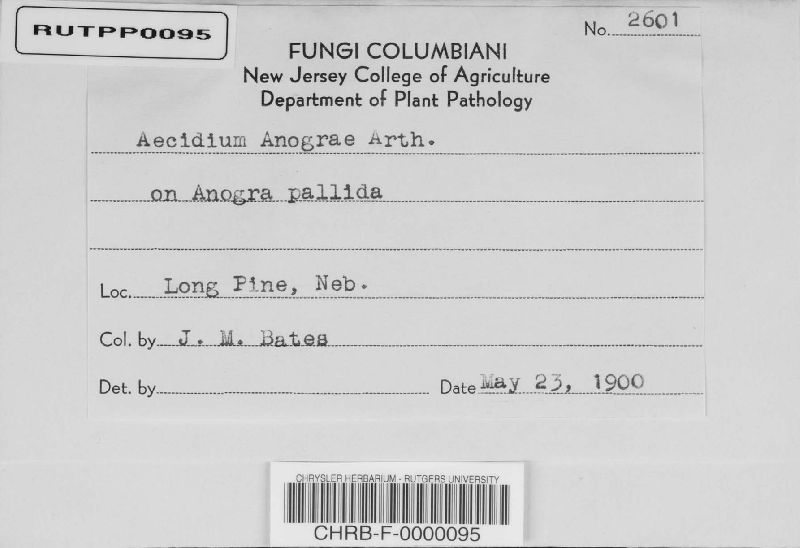 RUTPP0095
No. 2601
FUNGI COLUMBIANI
New Jersey College of Agriculture
Department of Plant Pathology
Aecidium Anograe Arth.
on Anogra pallida
Loc. Long Pine, Neb.
Col. by J. M. Bates
Det. by
Date May 23, 1900
CHRYSLER HERBARIUM - RUTGERS UNIVERSITY
CHRB-F-0000095